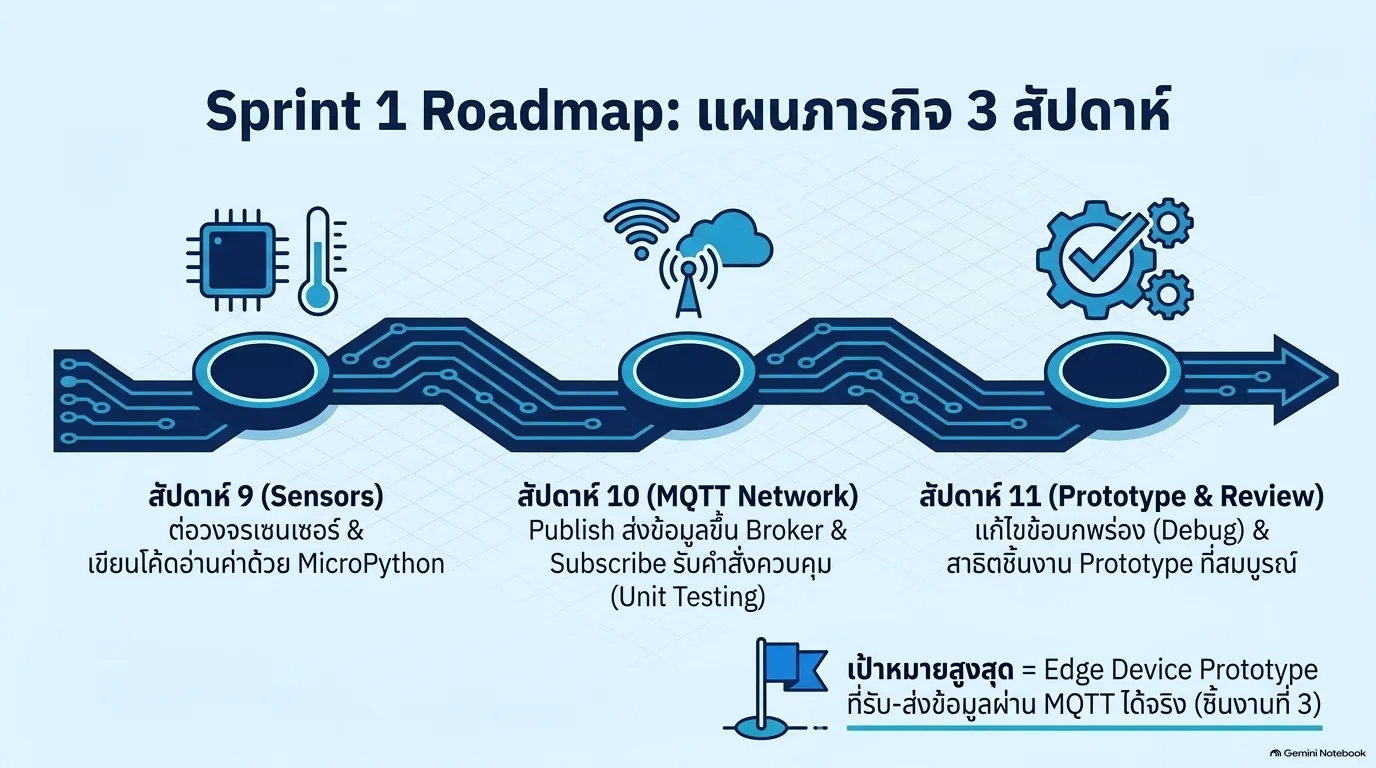 Sprint 1 Roadmap: แผนภารกิจ 3 สัปดาห์
สัปดาห์ 9 (Sensors)
ต่อวงจรเซนเซอร์ &
เขียนโค้ดอ่านค่าด้วย MicroPython
สัปดาห์ 10 (MQTT Network)
Publish ส่งข้อมูลขึ้น Broker &
Subscribe รับคำสั่งควบคุม
(Unit Testing)
สัปดาห์ 11 (Prototype & Review)
แก้ไขข้อบกพร่อง (Debug) &
สาธิตชิ้นงาน Prototype ที่สมบูรณ์
เป้าหมายสูงสุด = Edge Device Prototype
ที่รับ-ส่งข้อมูลผ่าน MQTT ได้จริง (ชิ้นงานที่ 3)
Gemini Notebook